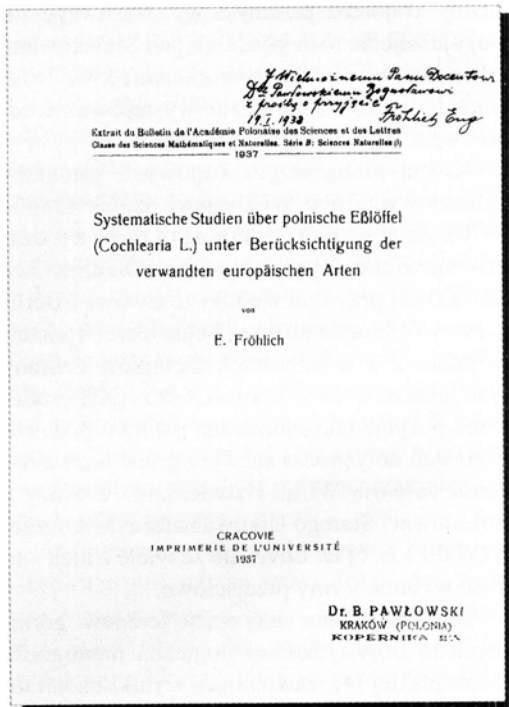 J Wielmożnemu Panu Docentowi
Drowi Pawłowskiemu Bogusławowi
z prośbą o przyjęcie
19.I.1938 Fröhlich Eug
Extrait du Bulletin de l'Académie Polonaise des Sciences et des Lettres
Classe des Sciences Mathématiques et Naturelles. Série B: Sciences Naturelles (I)
1937
Systematische Studien über polnische Eßlöffel
(Cochlearia L.) unter Berücksichtigung der
verwandten europäischen Arten
von
E. Fröhlich
CRACOVIE
IMPRIMERIE DE L'UNIVERSITÉ
1937
Dr. B. PAWŁOWSKI
KRAKÓW (POLONIA)
KOPERNIKA